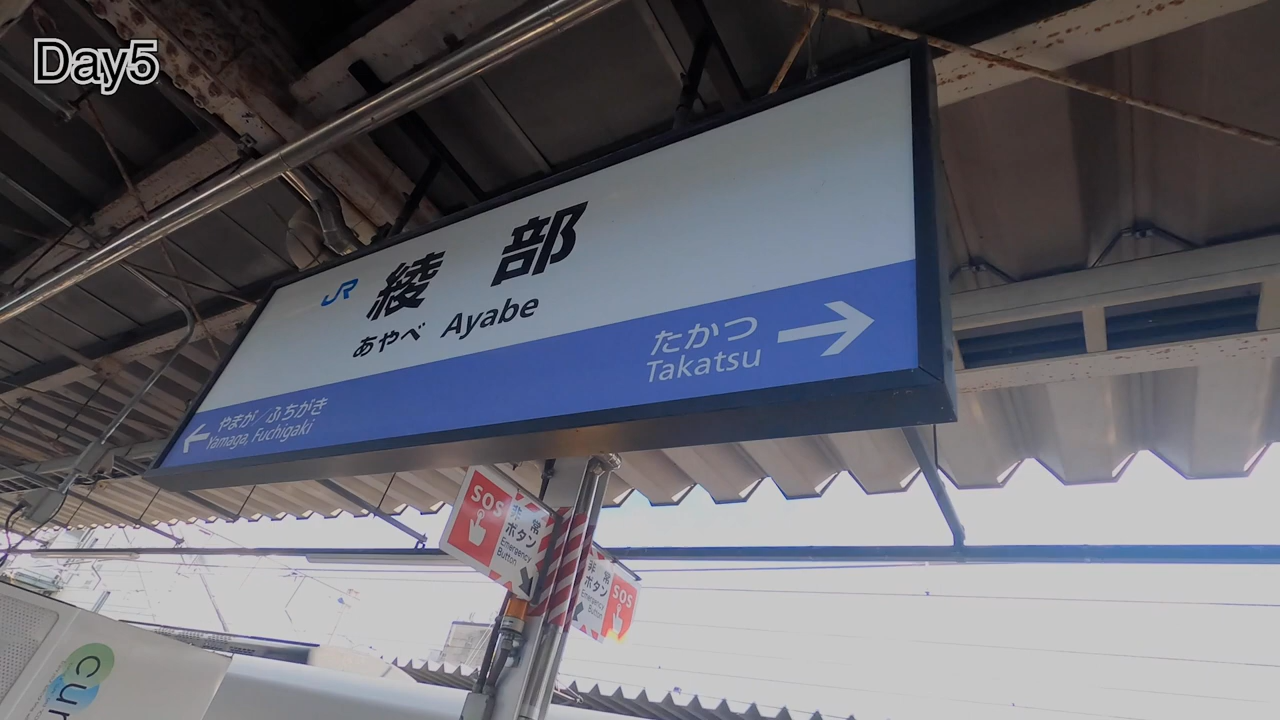 Day5
JR
綾部
あやべ Ayabe
たかつ
Takatsu
やまが/ふちがき
Yamaga, Fuchigaki
SOS
非常
ボタン
Emergency
Button
非常
ボタン
Emergency
Button
SOS